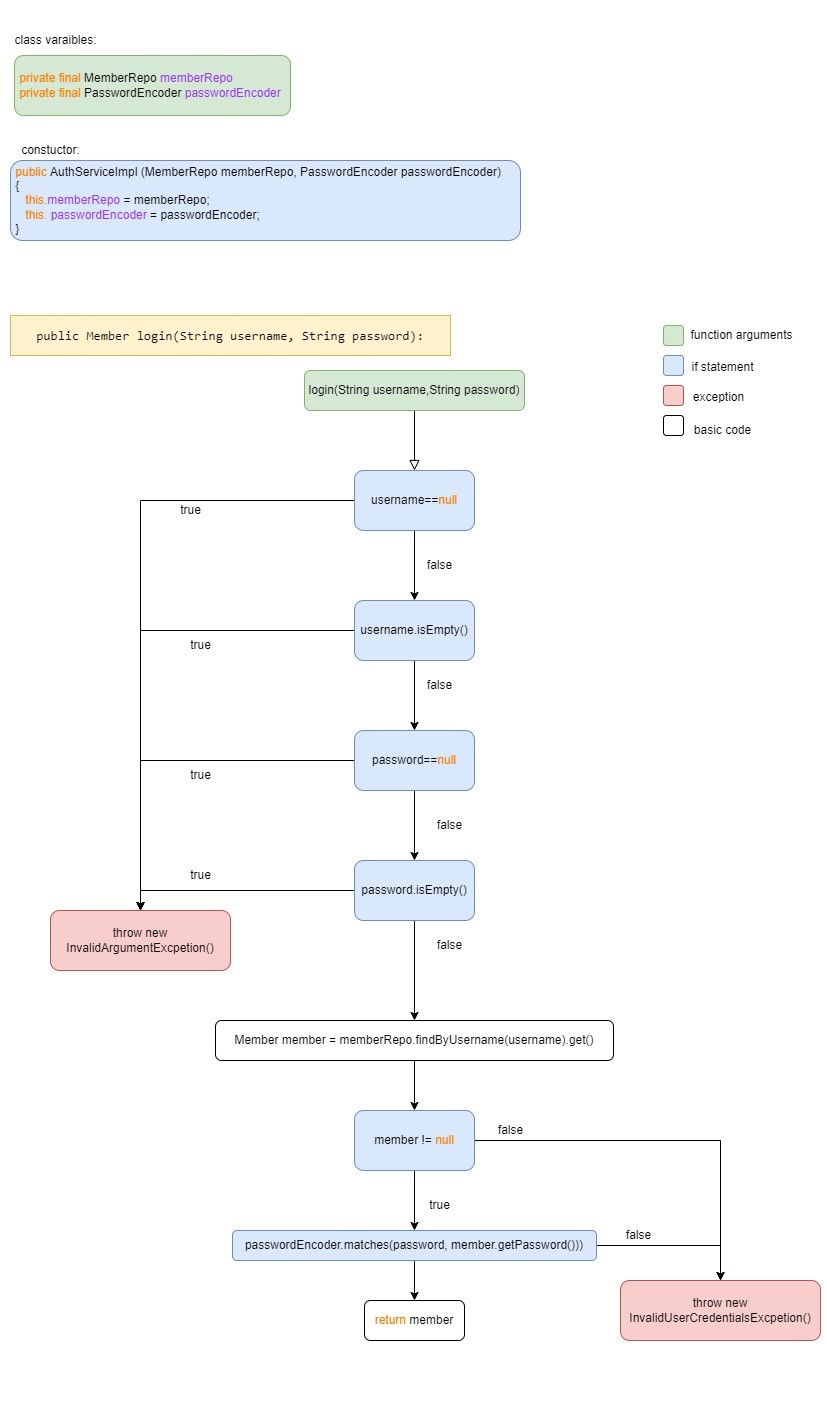 class varaibles:
private final MemberRepo memberRepo
private final PasswordEncoder passwordEncoder
constuctor:
public AuthServiceImpl (MemberRepo memberRepo, PasswordEncoder passwordEncoder)
{
this.memberRepo = memberRepo;
this. passwordEncoder = passwordEncoder;
}
public Member login(String username, String password):
function arguments
if statement
exception
basic code
login(String username,String password)
username==null
true
false
username.isEmpty()
true
false
password==null
true
false
password.isEmpty()
true
false
throw new
InvalidArgumentExcpetion()
Member member = memberRepo.findByUsername(username).get()
member != null
false
true
passwordEncoder.matches(password, member.getPassword()))
false
throw new
InvalidUserCredentialsExcpetion()
return member